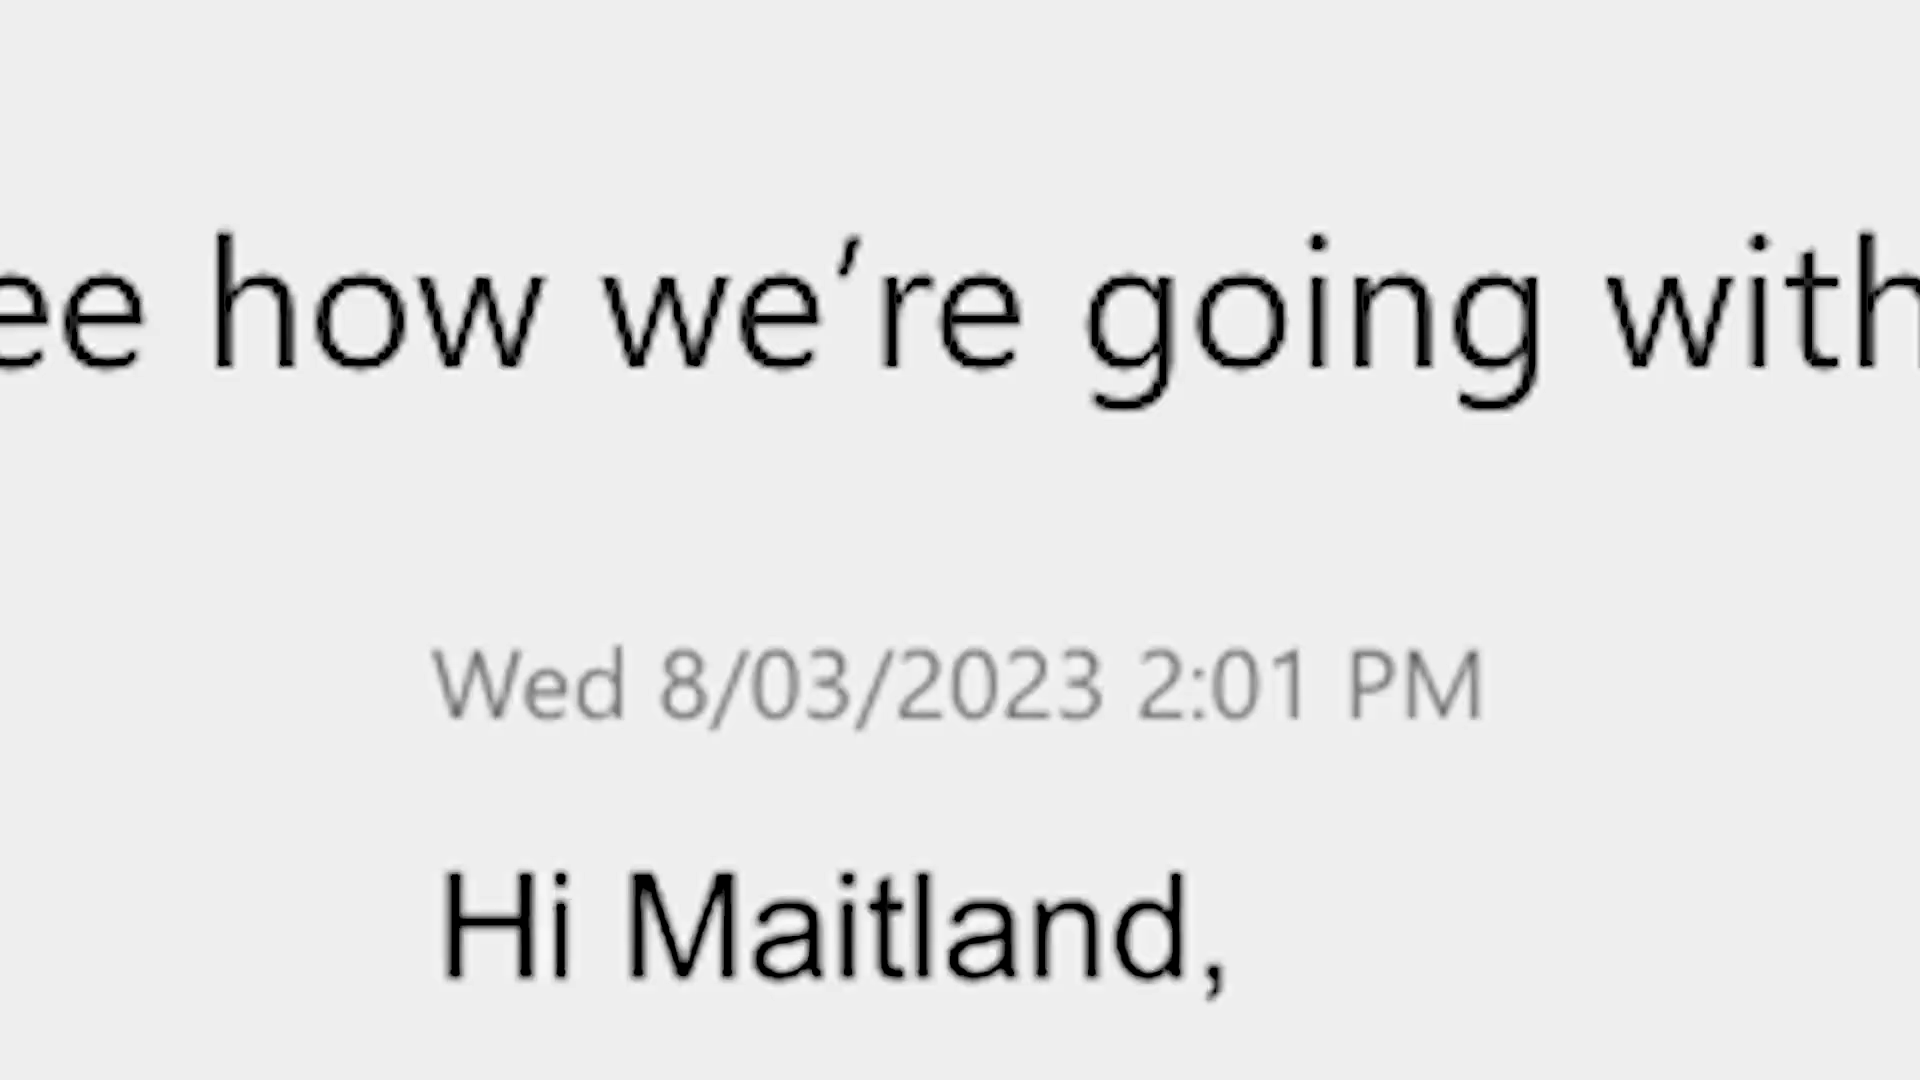 ee how we’re going with
Wed 8/03/2023 2:01 PM
Hi Maitland,